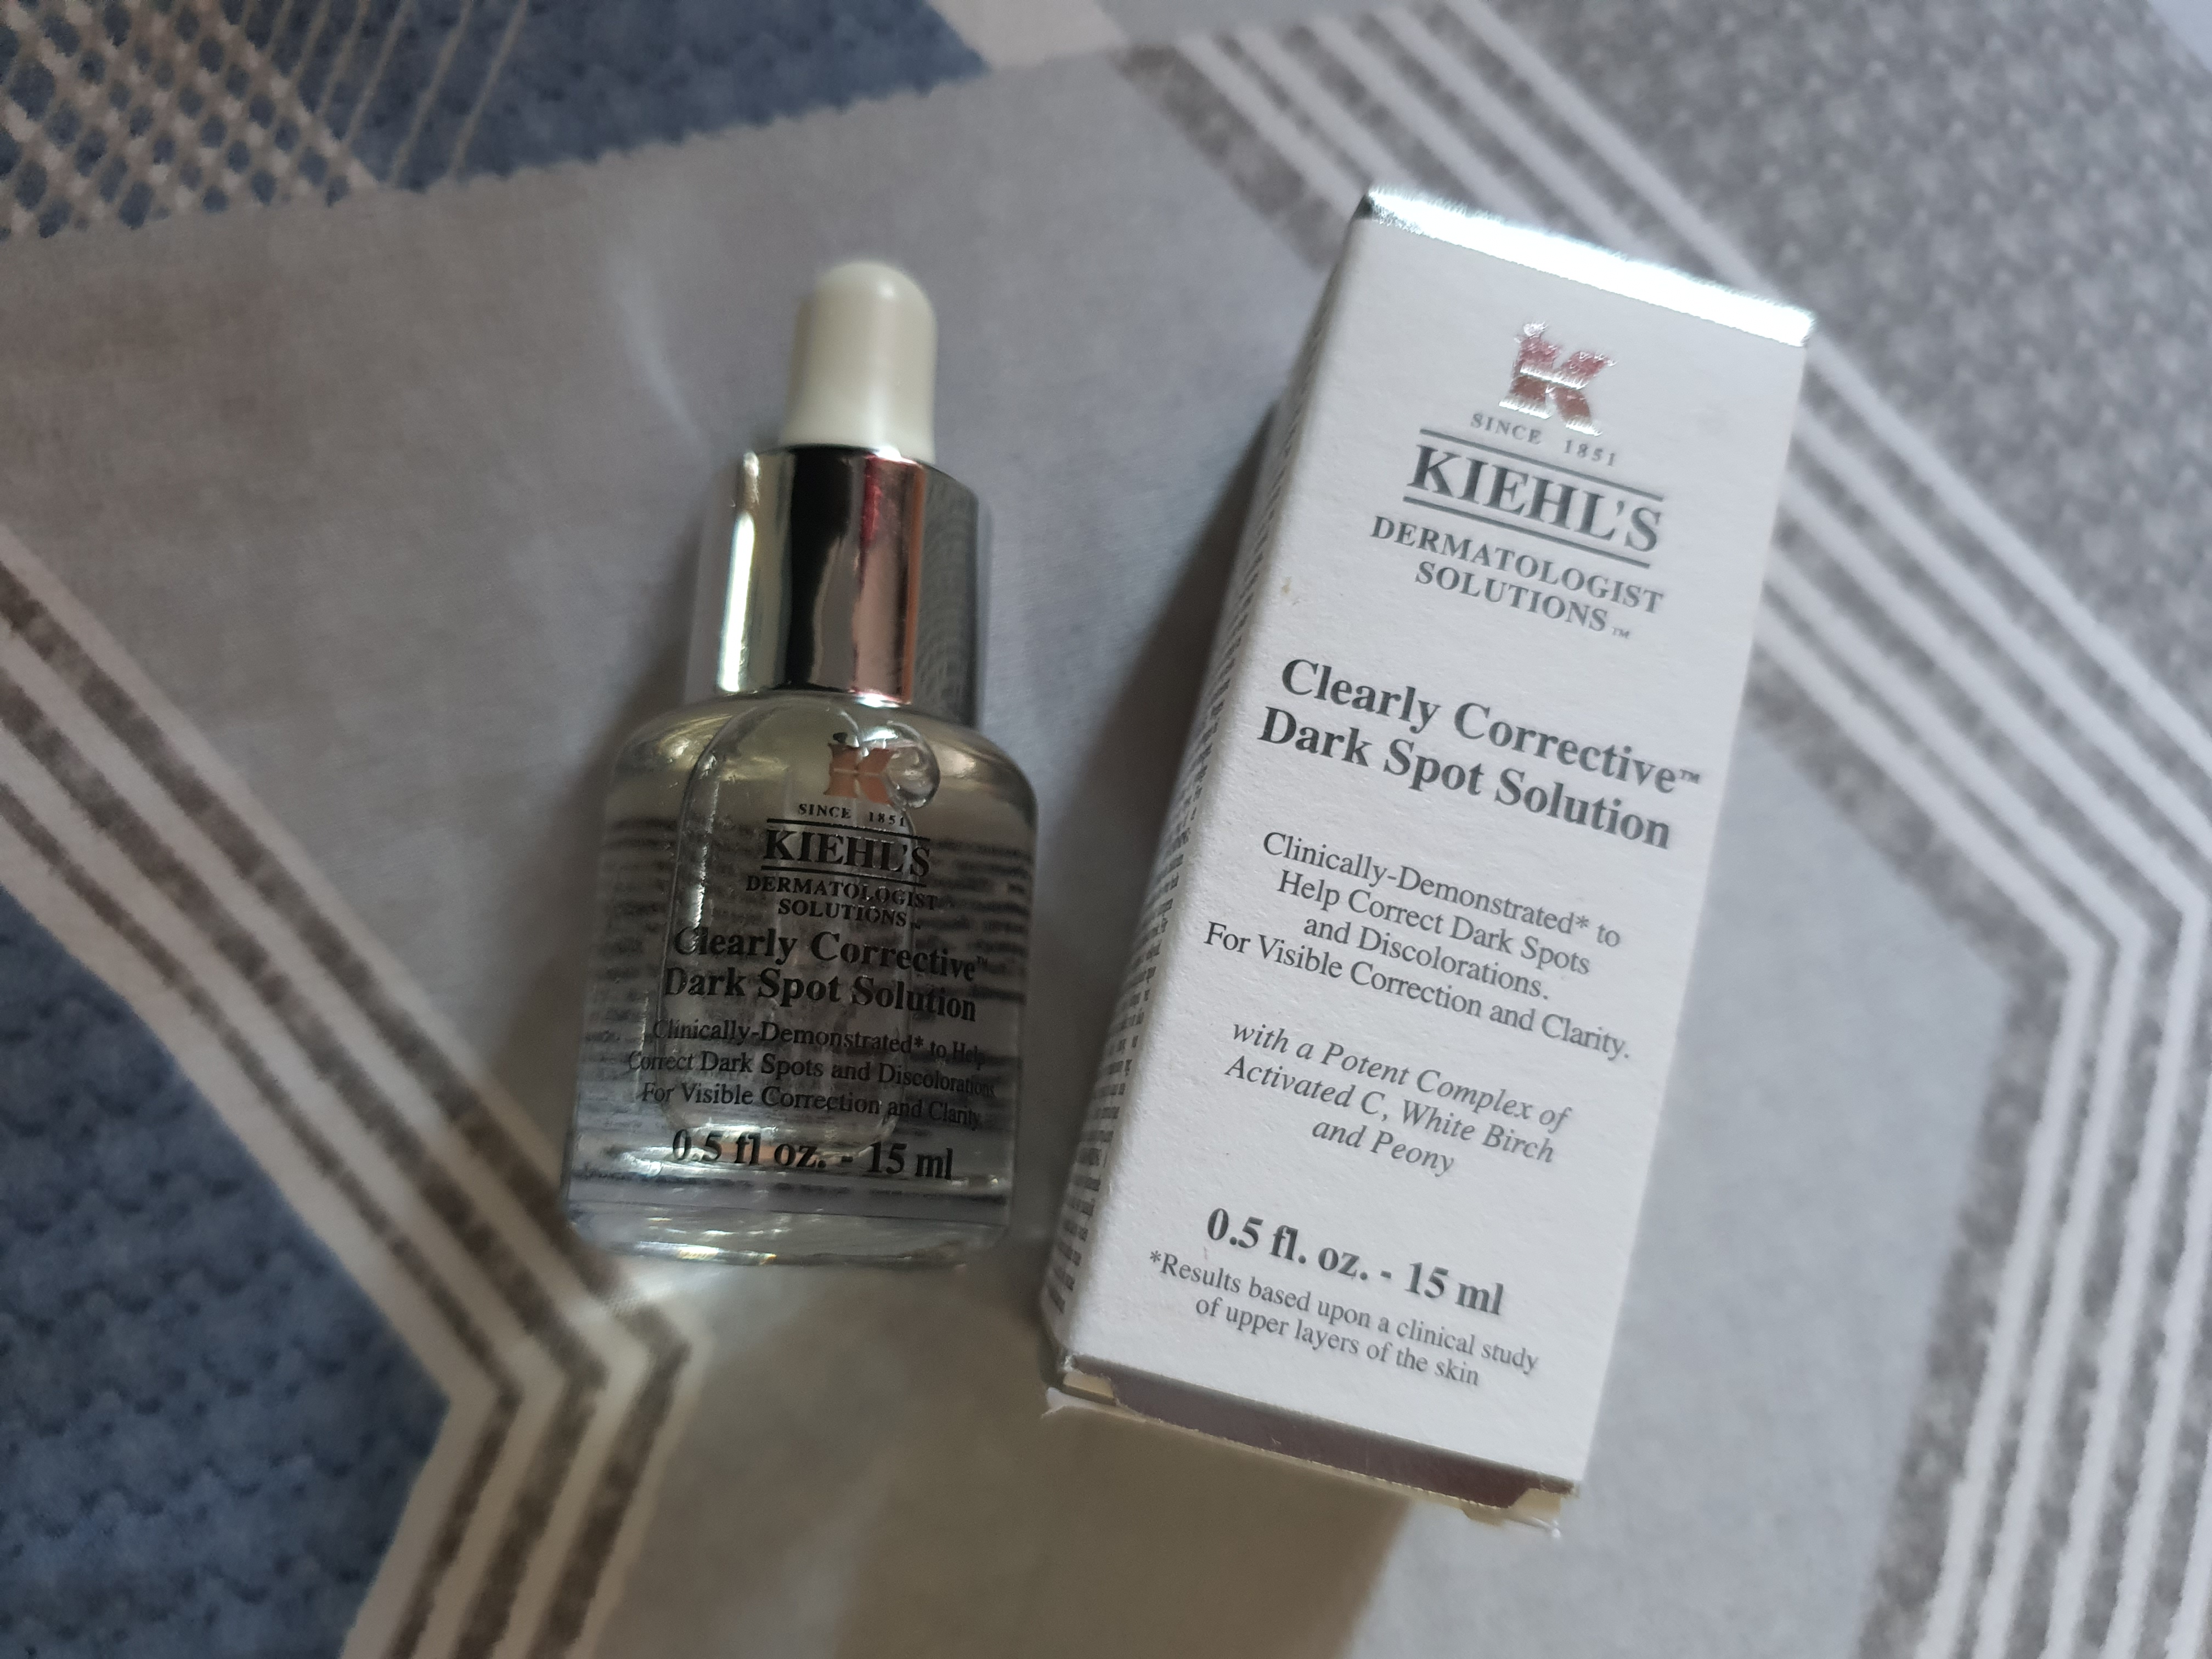 K
SINCE 1851
KIEHL'S
DERMATOLOGIST
SOLUTIONS™
Clearly Corrective™
Dark Spot Solution
Clinically-Demonstrated* to Help
Correct Dark Spots and Discolorations
For Visible Correction and Clarity.
0.5 fl oz. - 15 ml
K
SINCE 1851
KIEHL'S
DERMATOLOGIST
SOLUTIONS™
Clearly Corrective™
Dark Spot Solution
Clinically-Demonstrated* to
Help Correct Dark Spots
and Discolorations.
For Visible Correction and Clarity.
with a Potent Complex of
Activated C, White Birch
and Peony
0.5 fl. oz. - 15 ml
*Results based upon a clinical study
of upper layers of the skin